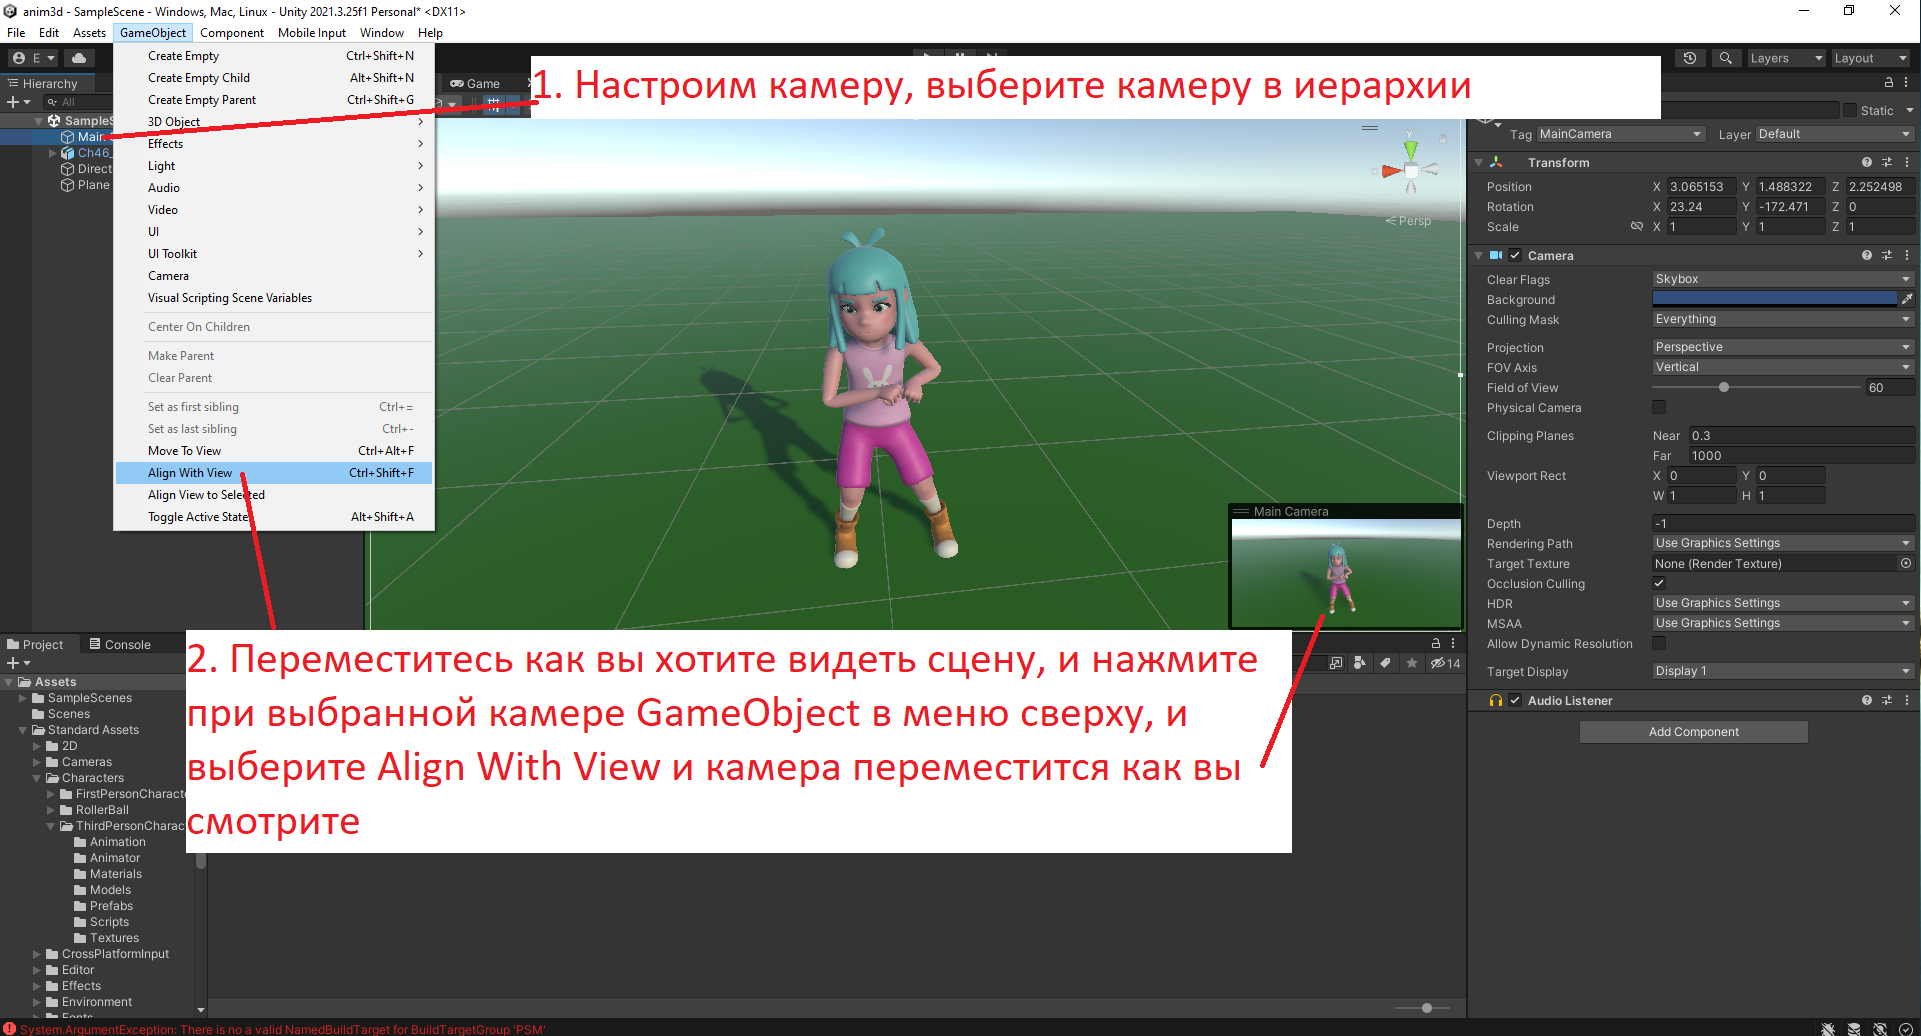 anim3d - SampleScene - Windows, Mac, Linux - Unity 2021.3.25f1 Personal* <DX11>
File Edit Assets GameObject Component Mobile Input Window Help
E
Layers Layout
Hierarchy
All
SampleSc
Main
Ch46_
Direct
Plane
Create Empty Ctrl+Shift+N
Create Empty Child Alt+Shift+N
Create Empty Parent Ctrl+Shift+G
3D Object
Effects
Light
Audio
Video
UI
UI Toolkit
Camera
Visual Scripting Scene Variables
Center On Children
Make Parent
Clear Parent
Set as first sibling Ctrl+=
Set as last sibling Ctrl+-
Move To View Ctrl+Alt+F
Align With View Ctrl+Shift+F
Align View to Selected
Toggle Active State Alt+Shift+A
Game
1. Настроим камеру, выберите камеру в иерархии
y
Persp
Main Camera
2. Переместитесь как вы хотите видеть сцену, и нажмите
при выбранной камере GameObject в меню сверху, и
выберите Align With View и камера переместится как вы
смотрите
Static
Tag MainCamera Layer Default
Transform
Position X 3.065153 Y 1.488322 Z 2.252498
Rotation X 23.24 Y -172.471 Z 0
Scale X 1 Y 1 Z 1
Camera
Clear Flags Skybox
Background
Culling Mask Everything
Projection Perspective
FOV Axis Vertical
Field of View 60
Physical Camera
Clipping Planes Near 0.3
Far 1000
Viewport Rect X 0 Y 0
W 1 H 1
Depth -1
Rendering Path Use Graphics Settings
Target Texture None (Render Texture)
Occlusion Culling
HDR Use Graphics Settings
MSAA Use Graphics Settings
Allow Dynamic Resolution
Target Display Display 1
Audio Listener
Add Component
Project Console
14
Assets
SampleScenes
Scenes
Standard Assets
2D
Cameras
Characters
FirstPersonCharacte
RollerBall
ThirdPersonCharac
Animation
Animator
Materials
Models
Prefabs
Scripts
Textures
CrossPlatformInput
Editor
Effects
Environment
Fonts
System.ArgumentException: There is no a valid NamedBuildTarget for BuildTargetGroup 'PSM'